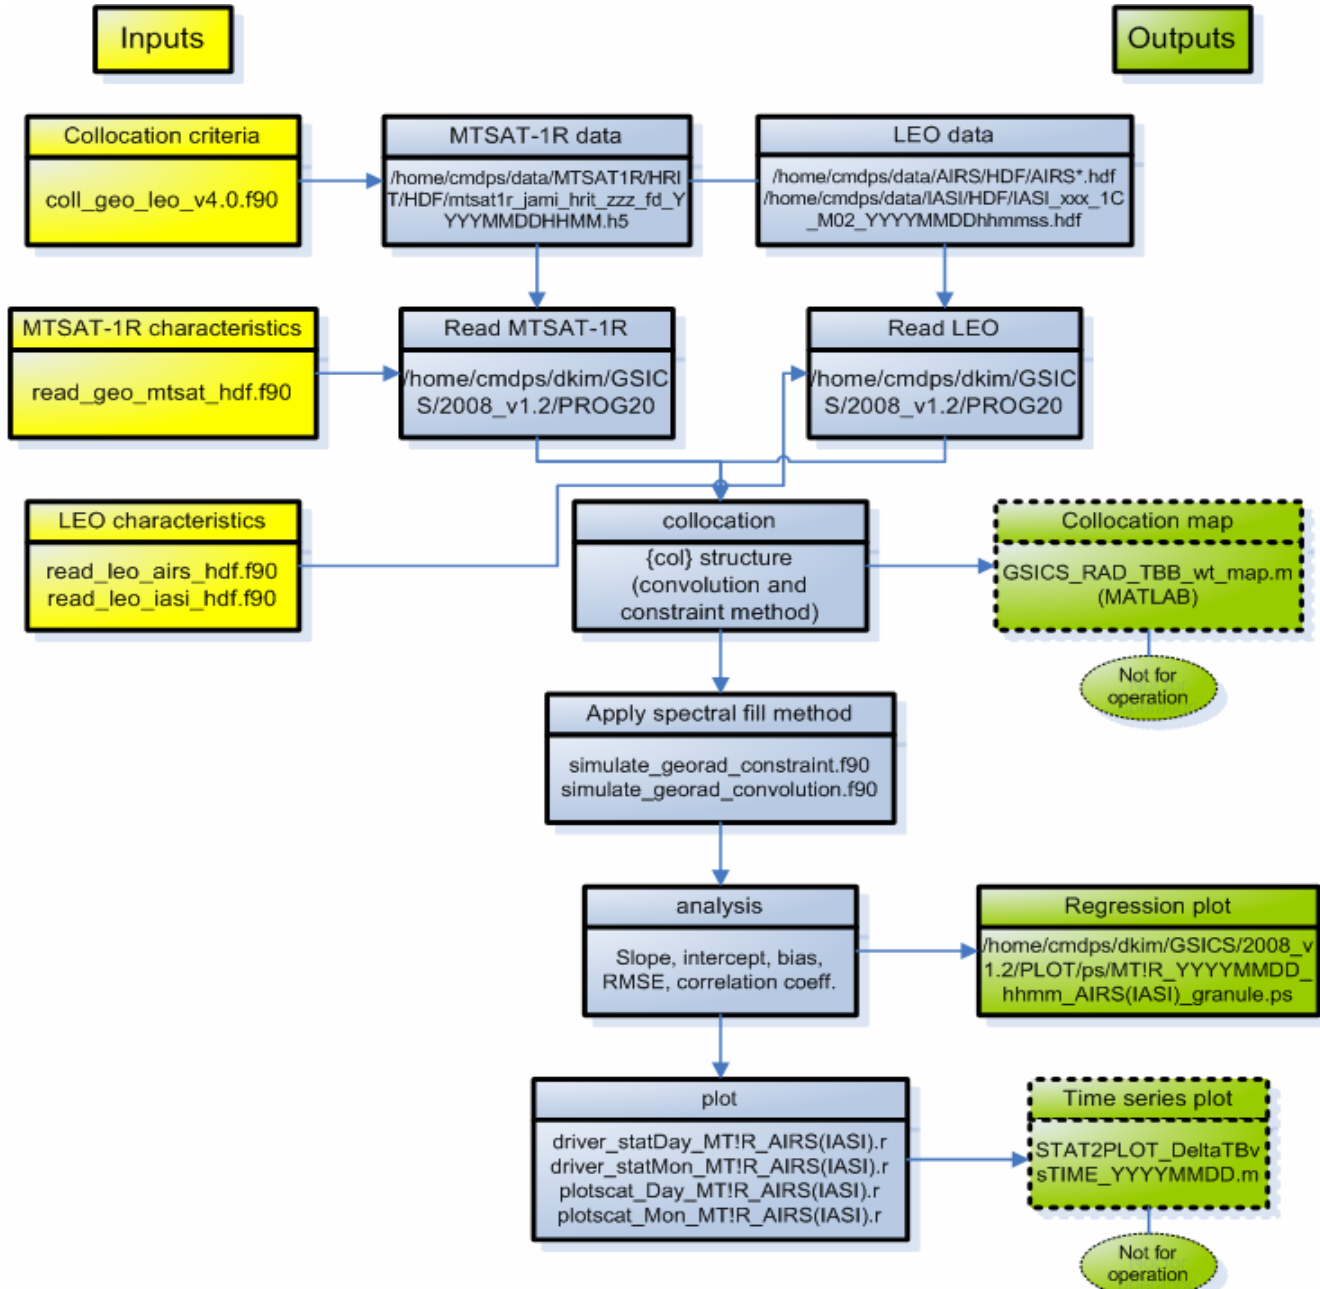 Inputs
Outputs
Collocation criteria
coll_geo_leo_v4.0.f90
MTSAT-1R data
/home/cmdps/data/MTSAT1R/HRI
T/HDF/mtsat1r_jami_hrit_zzz_fd_Y
YYYMMDDHHMM.h5
LEO data
/home/cmdps/data/AIRS/HDF/AIRS*.hdf
/home/cmdps/data/IASI/HDF/IASI_xxx_1C
_M02_YYYYMMDDhhmmss.hdf
MTSAT-1R characteristics
read_geo_mtsat_hdf.f90
Read MTSAT-1R
/home/cmdps/dkim/GSIC
S/2008_v1.2/PROG20
Read LEO
/home/cmdps/dkim/GSIC
S/2008_v1.2/PROG20
LEO characteristics
read_leo_airs_hdf.f90
read_leo_iasi_hdf.f90
collocation
{col} structure
(convolution and
constraint method)
Collocation map
GSICS_RAD_TBB_wt_map.m
(MATLAB)
Not for
operation
Apply spectral fill method
simulate_georad_constraint.f90
simulate_georad_convolution.f90
analysis
Slope, intercept, bias,
RMSE, correlation coeff.
Regression plot
/home/cmdps/dkim/GSICS/2008_v
1.2/PLOT/ps/MT!R_YYYYMMDD_
hhmm_AIRS(IASI)_granule.ps
plot
driver_statDay_MT!R_AIRS(IASI).r
driver_statMon_MT!R_AIRS(IASI).r
plotscat_Day_MT!R_AIRS(IASI).r
plotscat_Mon_MT!R_AIRS(IASI).r
Time series plot
STAT2PLOT_DeltaTBv
sTIME_YYYYMMDD.m
Not for
operation